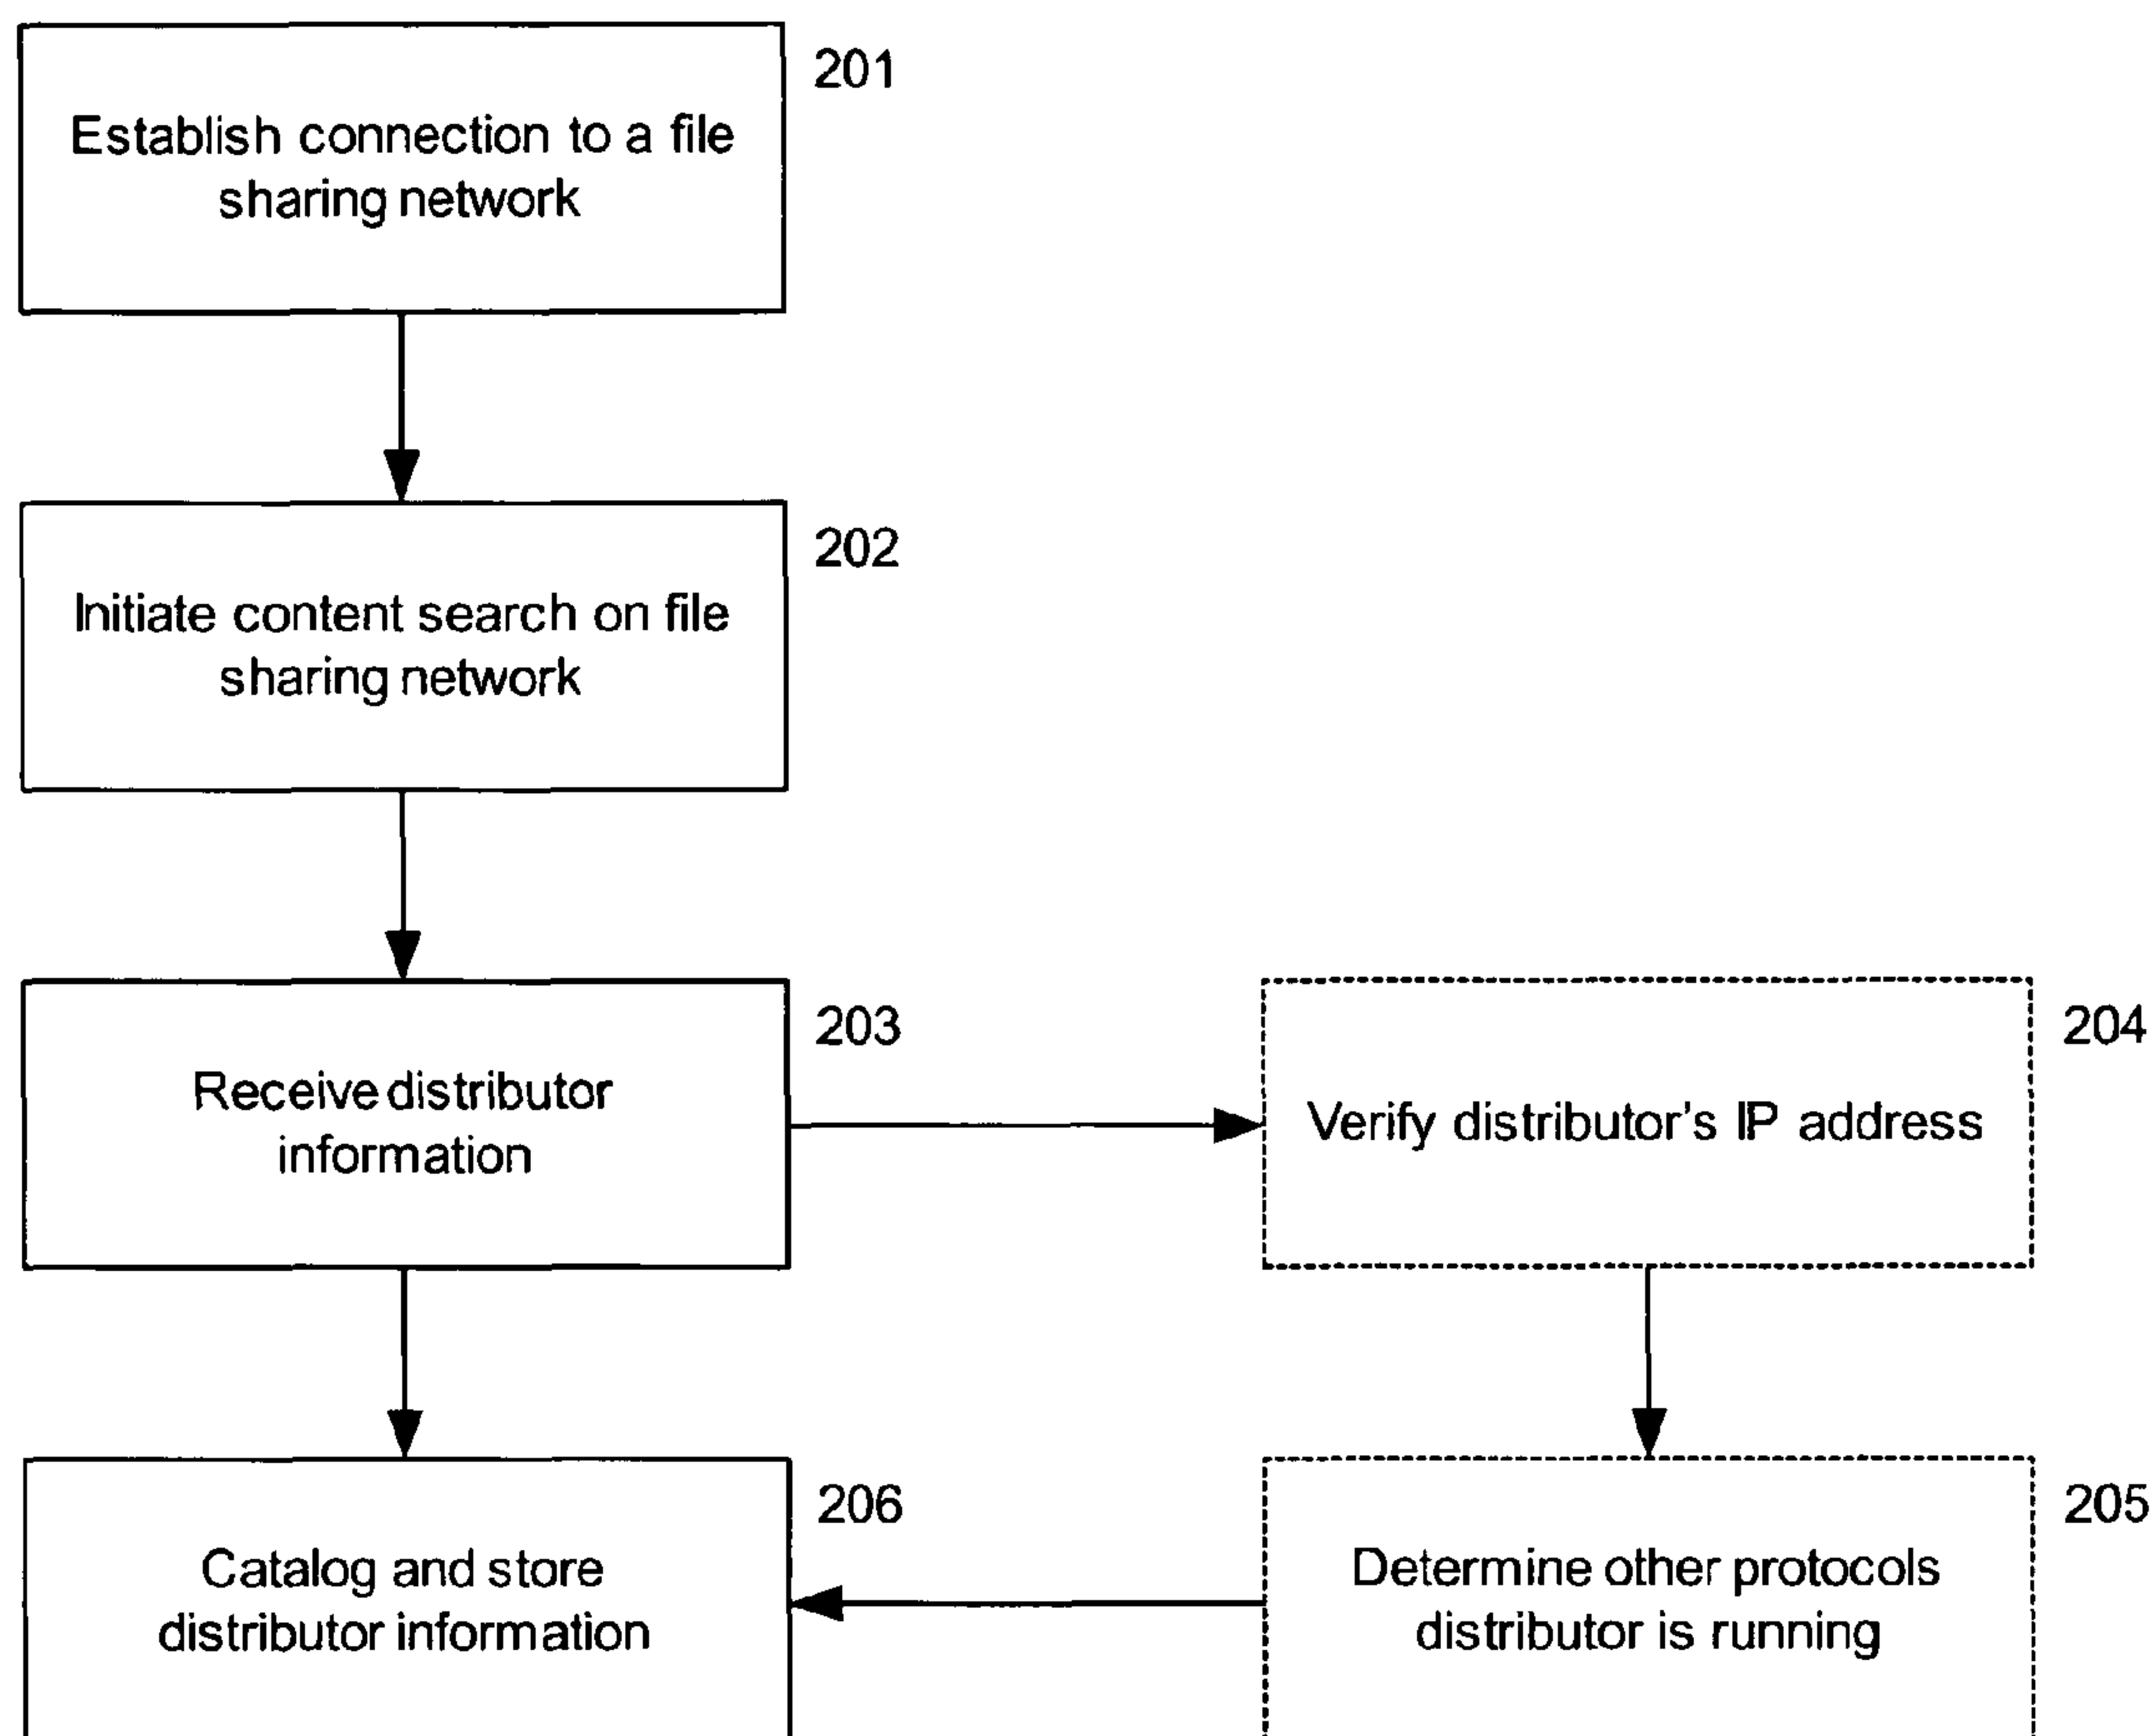 201
Establish connection to a file
sharing network
202
Initiate content search on file
sharing network
203
Receive distributor
information
204
Verify distributor's IP address
206
Catalog and store
distributor information
205
Determine other protocols
distributor is running